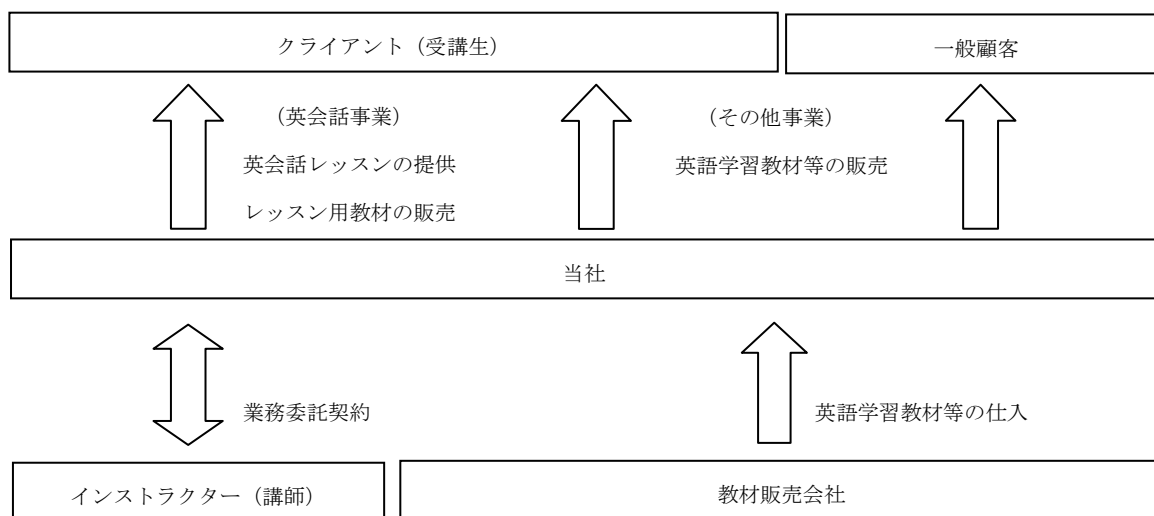 クライアント（受講生）
一般顧客
（英会話事業）
英会話レッスンの提供
レッスン用教材の販売
（その他事業）
英語学習教材等の販売
当社
業務委託契約
英語学習教材等の仕入
インストラクター（講師）
教材販売会社